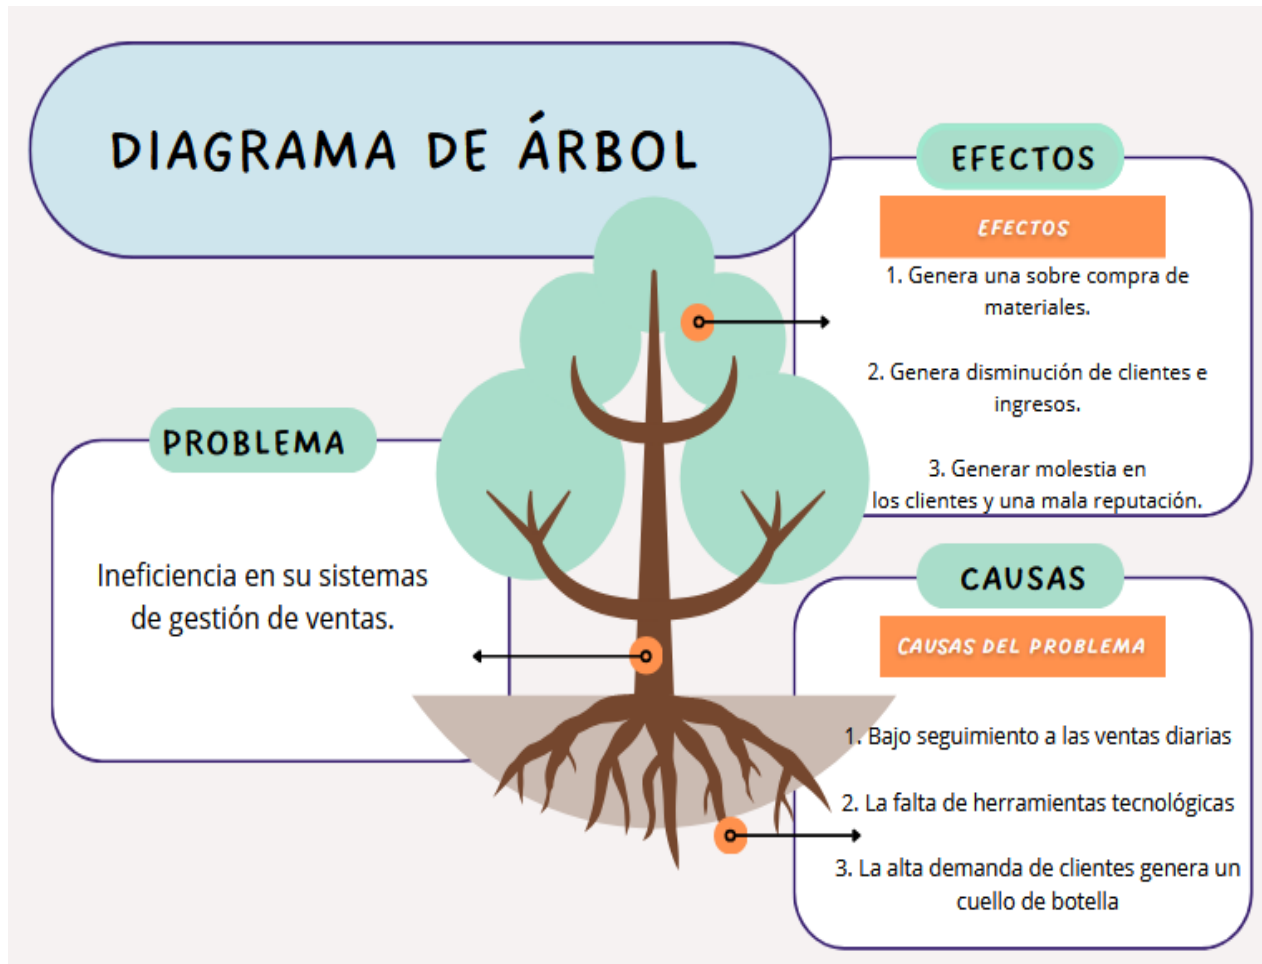 DIAGRAMA DE ÁRBOL
EFECTOS
EFECTOS
1. Genera una sobre compra de
materiales.
2. Genera disminución de clientes e
ingresos.
3. Generar molestia en
los clientes y una mala reputación.
PROBLEMA
Ineficiencia en su sistemas
de gestión de ventas.
CAUSAS
CAUSAS DEL PROBLEMA
1. Bajo seguimiento a las ventas diarias
2. La falta de herramientas tecnológicas
3. La alta demanda de clientes genera un
cuello de botella